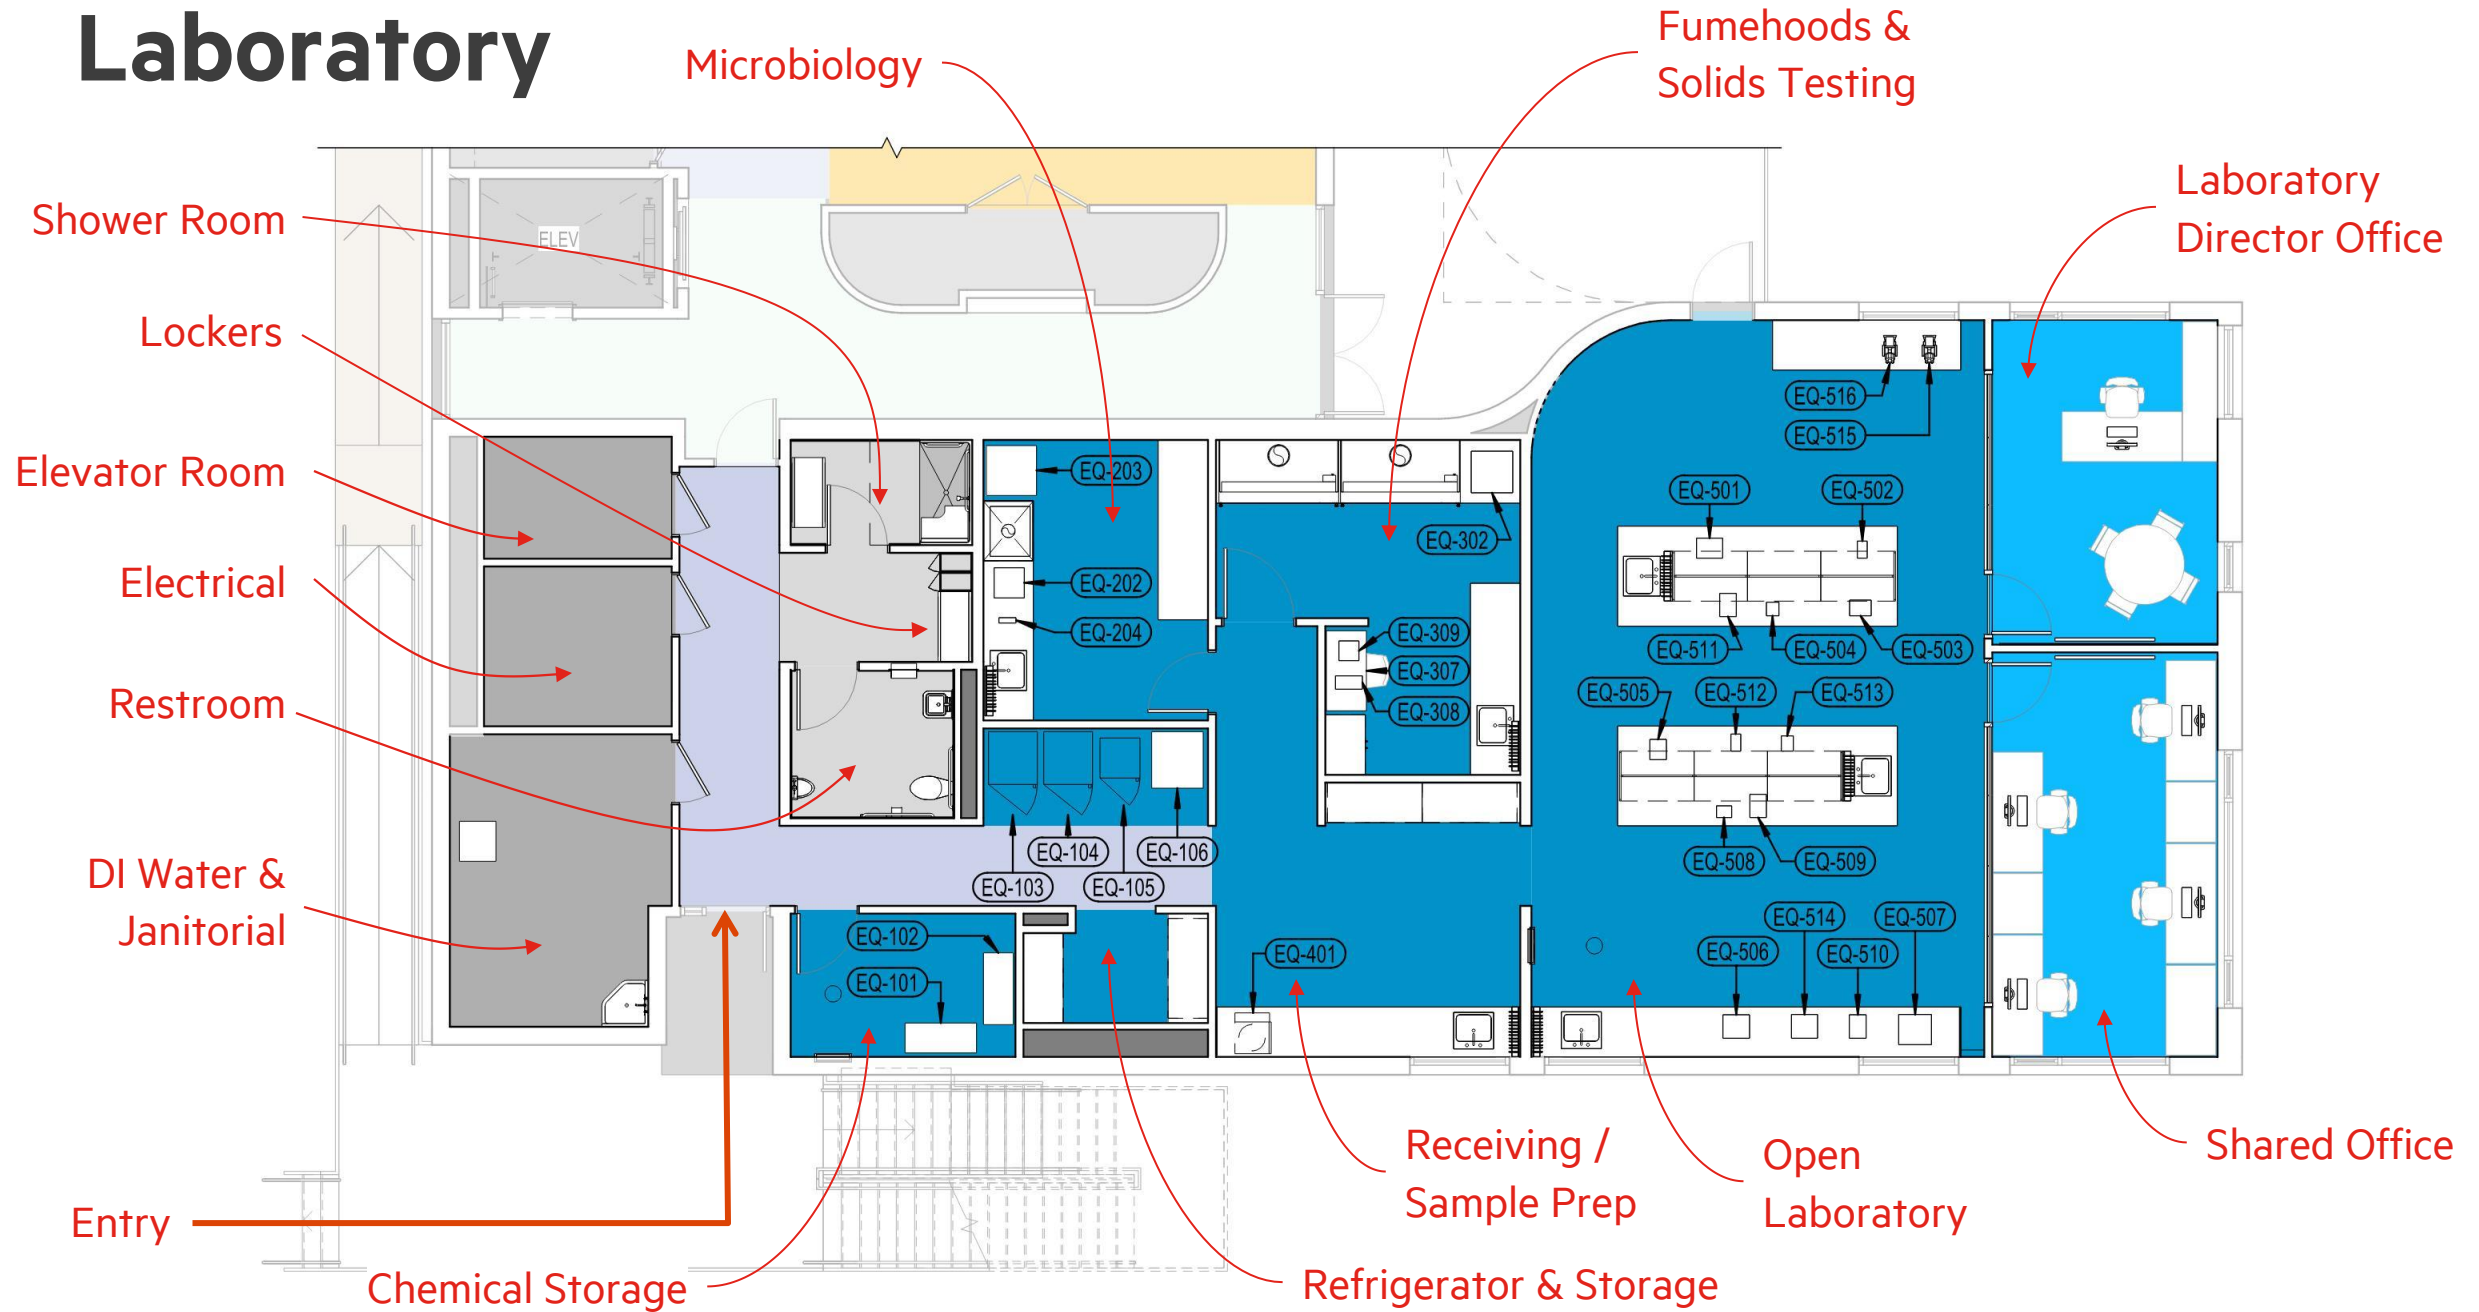 Laboratory
Microbiology
Fumehoods &
Solids Testing
Laboratory
Director Office
Shower Room
Lockers
Elevator Room
Electrical
Restroom
DI Water &
Janitorial
Entry
Chemical Storage
Refrigerator & Storage
Receiving /
Sample Prep
Open
Laboratory
Shared Office
ELEV
EQ-203
EQ-202
EQ-204
EQ-302
EQ-309
EQ-307
EQ-308
EQ-516
EQ-515
EQ-501
EQ-502
EQ-511
EQ-504
EQ-503
EQ-505
EQ-512
EQ-513
EQ-508
EQ-509
EQ-104
EQ-106
EQ-103
EQ-105
EQ-102
EQ-101
EQ-401
EQ-514
EQ-507
EQ-506
EQ-510